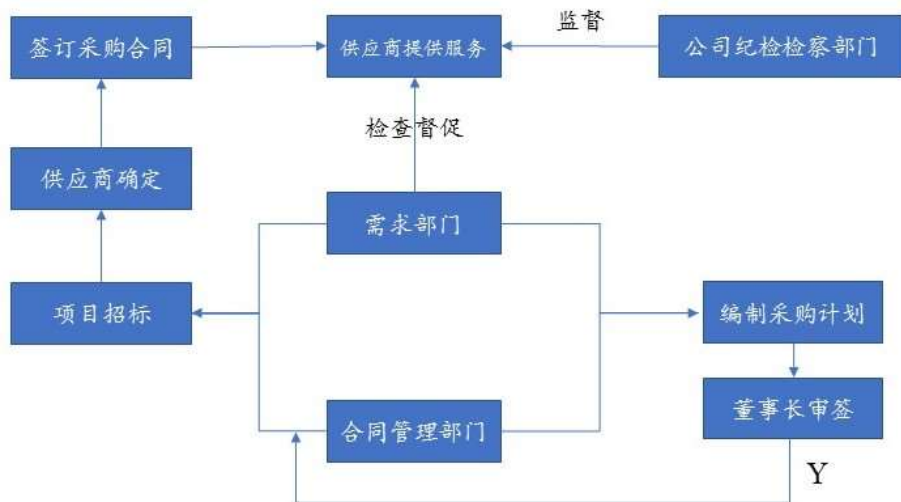 监督
签订采购合同
供应商提供服务
公司纪检检察部门
检查督促
供应商确定
需求部门
项目招标
编制采购计划
合同管理部门
董事长审签
Y